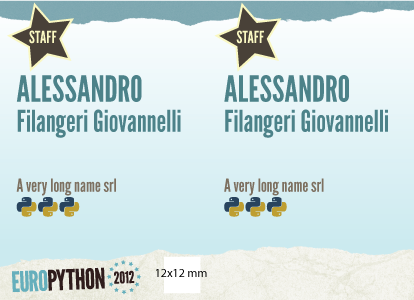 STAFF
ALESSANDRO
Filangeri Giovannelli
A very long name srl
STAFF
ALESSANDRO
Filangeri Giovannelli
A very long name srl
EUROPYTHON 2012
12x12 mm